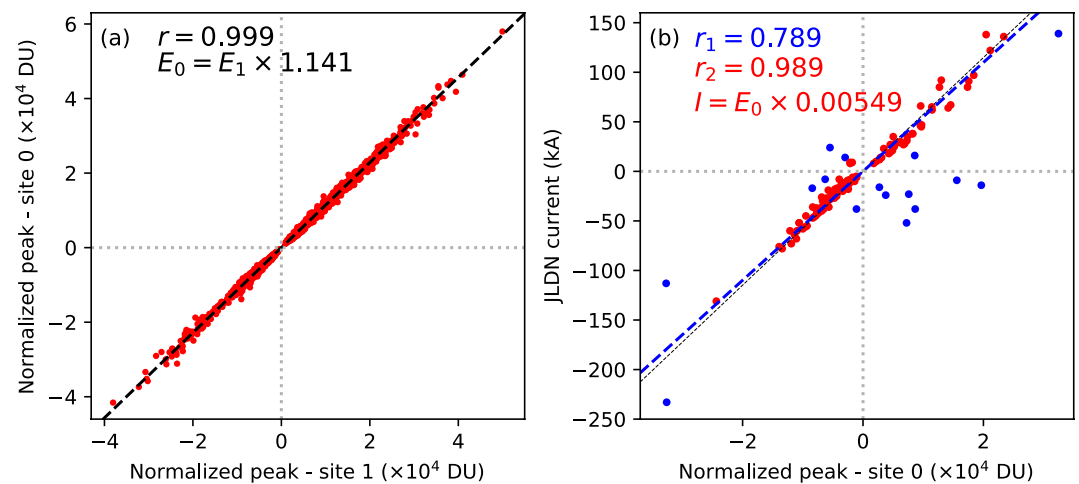 (a)
r = 0.999
E₀ = E₁ × 1.141
6
4
2
0
−2
−4
−4
−2
0
2
4
Normalized peak - site 0 (×10⁴ DU)
Normalized peak - site 1 (×10⁴ DU)
(b)
r₁ = 0.789
r₂ = 0.989
I = E₀ × 0.00549
150
100
50
0
−50
−100
−150
−200
−250
−2
0
2
JLDN current (kA)
Normalized peak - site 0 (×10⁴ DU)